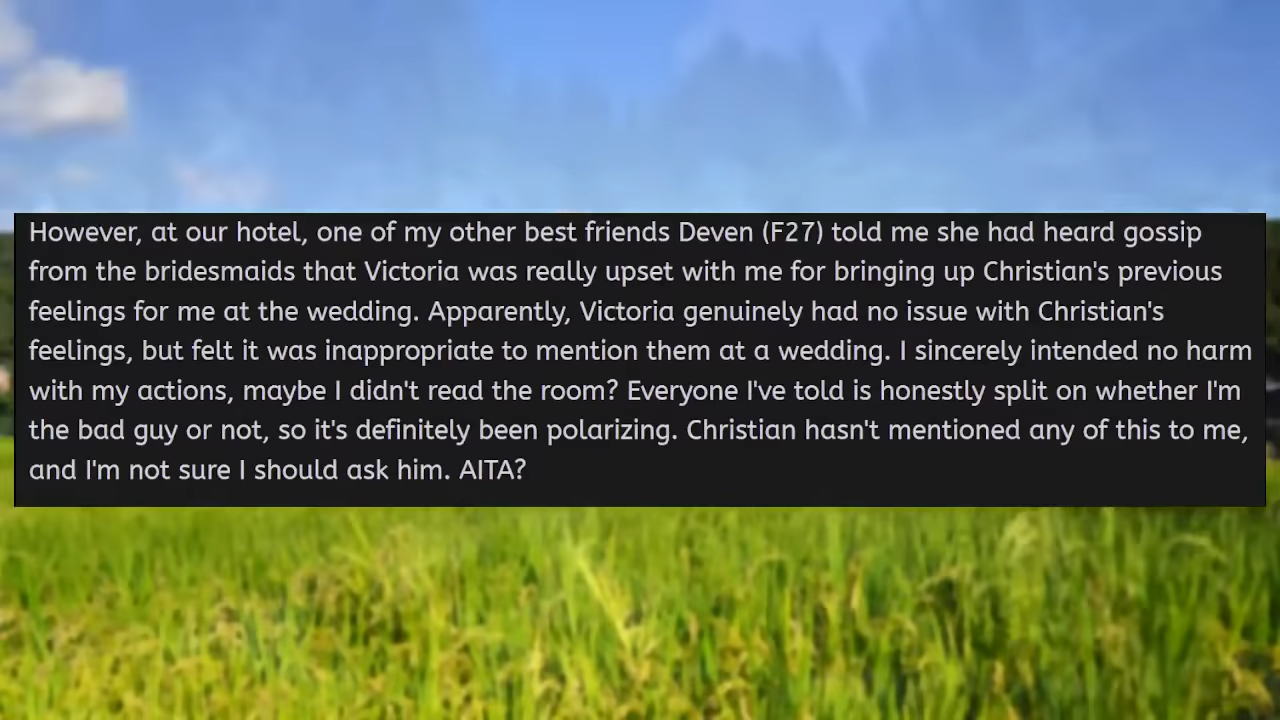 However, at our hotel, one of my other best friends Deven (F27) told me she had heard gossip
from the bridesmaids that Victoria was really upset with me for bringing up Christian's previous
feelings for me at the wedding. Apparently, Victoria genuinely had no issue with Christian's
feelings, but felt it was inappropriate to mention them at a wedding. I sincerely intended no harm
with my actions, maybe I didn't read the room? Everyone I've told is honestly split on whether I'm
the bad guy or not, so it's definitely been polarizing. Christian hasn't mentioned any of this to me,
and I'm not sure I should ask him. AITA?